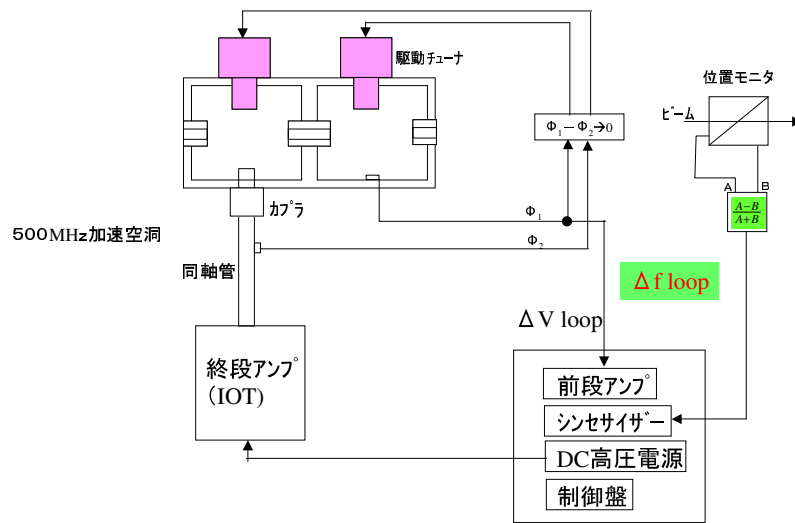 駆動チューナ
位置モニタ
ビーム
Φ1－Φ2→0
A
B
A−B
A+B
カプラ
Φ1
500MHz加速空洞
Φ2
同軸管
Δf loop
ΔV loop
終段アンプ
（IOT)
前段アンプ
シンセサイザー
DC高圧電源
制御盤